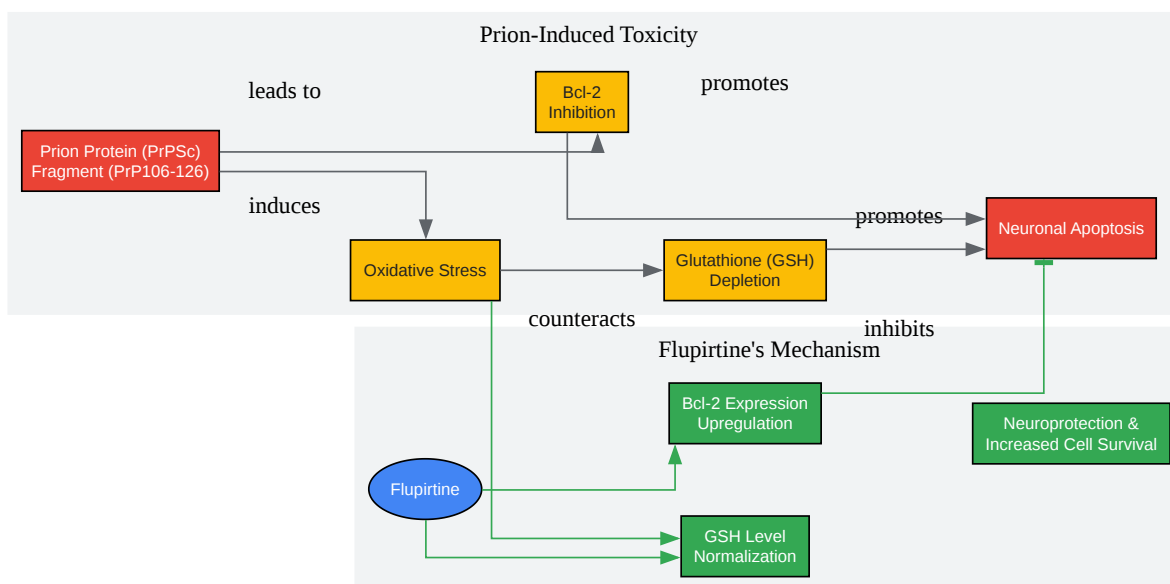 Prion-Induced Toxicity
leads to
Bcl-2
Inhibition
promotes
Prion Protein (PrPSc)
Fragment (PrP106-126)
induces
promotes
Neuronal Apoptosis
Oxidative Stress
Glutathione (GSH)
Depletion
counteracts
inhibits
Flupirtine's Mechanism
Bcl-2 Expression
Upregulation
Neuroprotection &
Increased Cell Survival
Flupirtine
GSH Level
Normalization